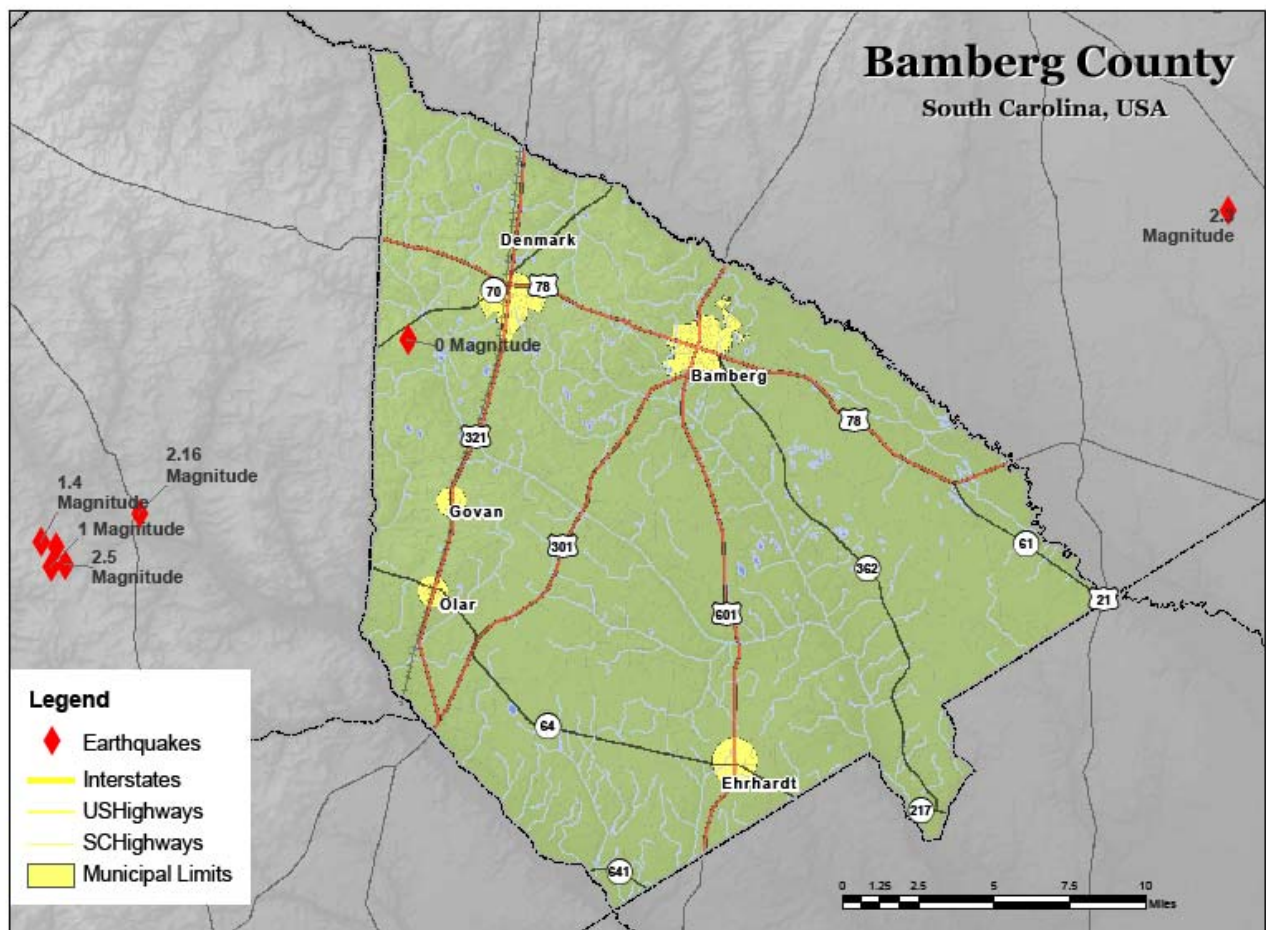 Bamberg County
South Carolina, USA
Magnitude
Denmark
70
78
0 Magnitude
Bamberg
78
321
2.16
Magnitude
1.4
Magnitude
1 Magnitude
2.5
Magnitude
Govan
301
362
61
Olar
601
21
64
Ehrhardt
217
641
Legend
Earthquakes
Interstates
USHighways
SCHighways
Municipal Limits
0 1.25 2.5 5 7.5 10
Miles